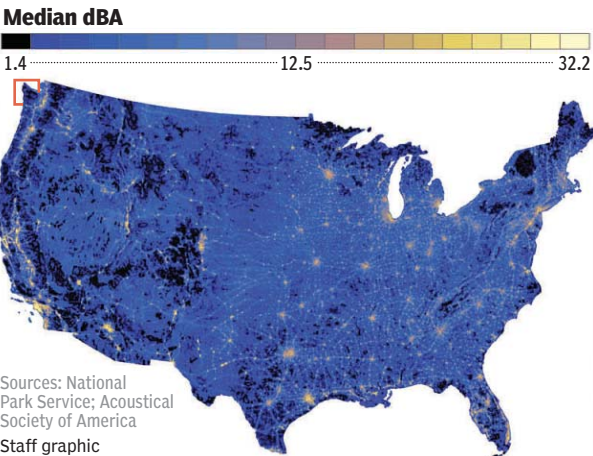 Median dBA
1.4 12.5 32.2
Sources: National
Park Service; Acoustical
Society of America
Staff graphic